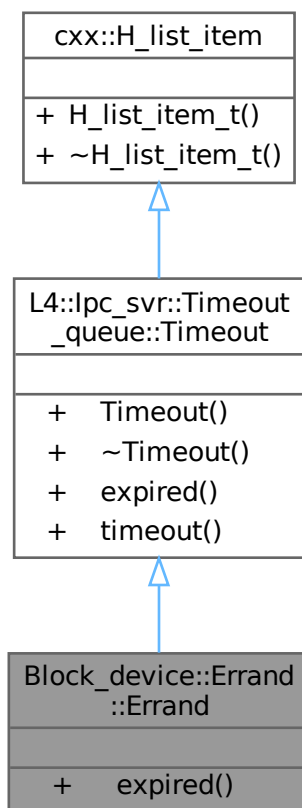 cxx::H_list_item
+ H_list_item_t()
+ ~H_list_item_t()
L4::Ipc_svr::Timeout
_queue::Timeout
+ Timeout()
+ ~Timeout()
+ expired()
+ timeout()
Block_device::Errand
::Errand
+ expired()